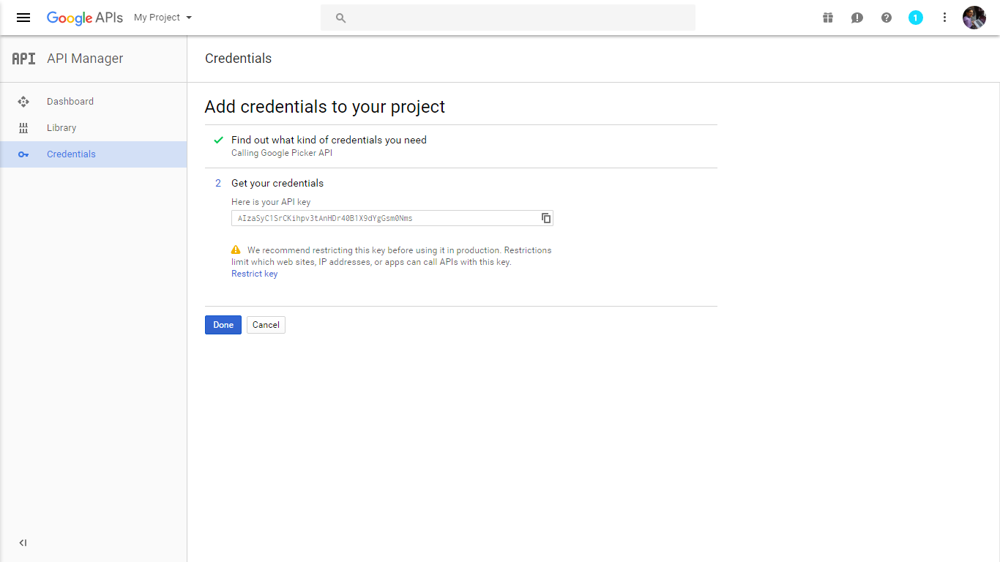 Google APIs My Project
1
API API Manager
Credentials
Dashboard
Library
Credentials
Add credentials to your project
Find out what kind of credentials you need
Calling Google Picker API
2 Get your credentials
Here is your API key
AIzaSyC1SrCKihpv3tAnHDr40B1X9dYgGsm0Nms
We recommend restricting this key before using it in production. Restrictions
limit which web sites, IP addresses, or apps can call APIs with this key.
Restrict key
Done Cancel